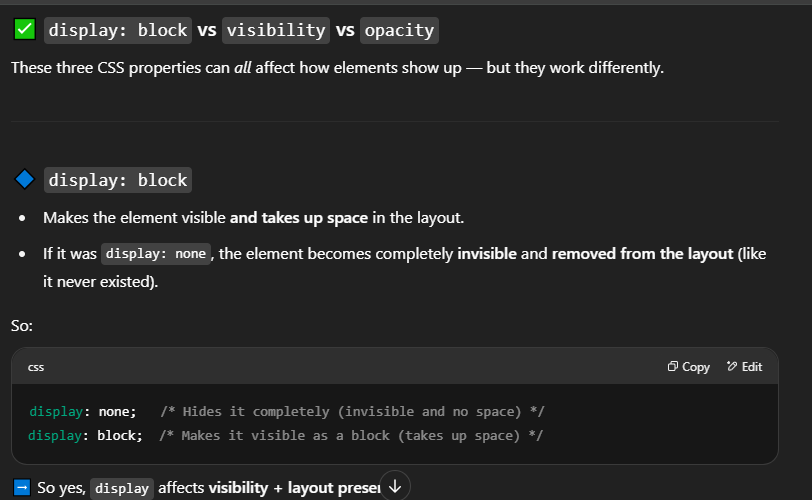 display: block vs visibility vs opacity
These three CSS properties can all affect how elements show up — but they work differently.
display: block
Makes the element visible and takes up space in the layout.
If it was display: none, the element becomes completely invisible and removed from the layout (like
it never existed).
So:
css Copy Edit
display: none; /* Hides it completely (invisible and no space) */
display: block; /* Makes it visible as a block (takes up space) */
So yes, display affects visibility + layout